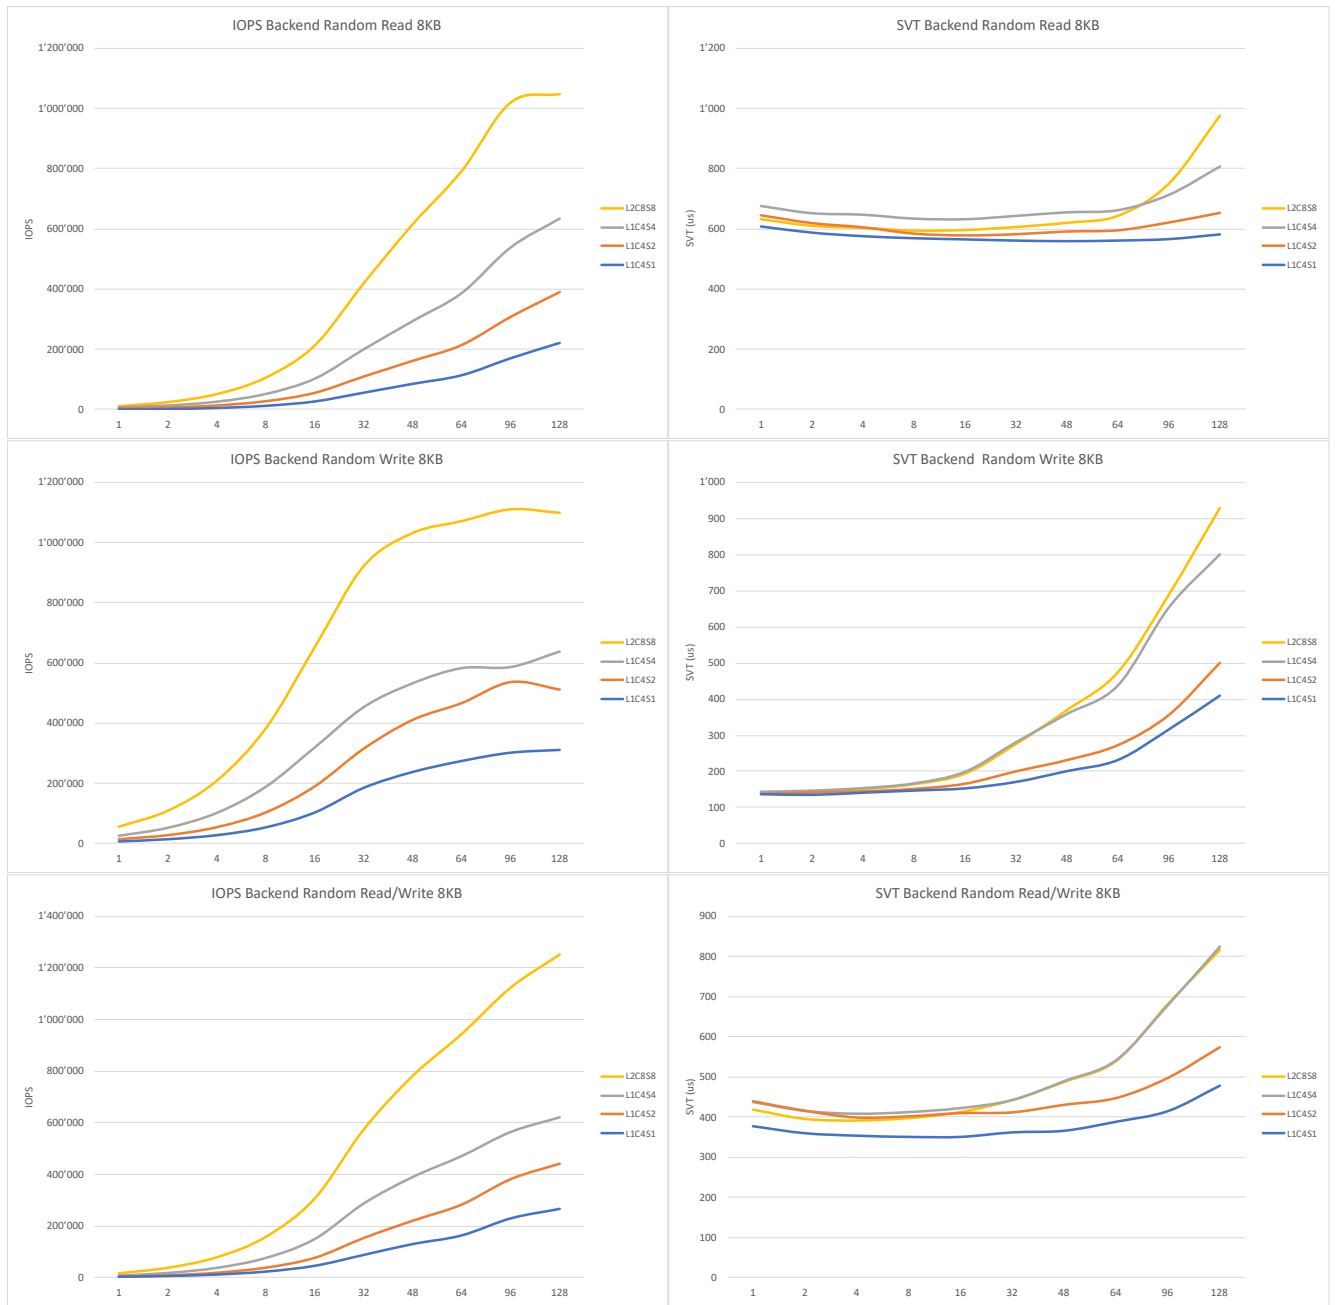 IOPS Backend Random Read 8KB
1'200'000
1'000'000
800'000
600'000
400'000
200'000
0
IOPS
1 2 4 8 16 32 48 64 96 128
L2C8S8
L1C4S4
L1C4S2
L1C4S1
SVT Backend Random Read 8KB
1'200
1'000
800
600
400
200
0
SVT (us)
1 2 4 8 16 32 48 64 96 128
L2C8S8
L1C4S4
L1C4S2
L1C4S1
IOPS Backend Random Write 8KB
1'200'000
1'000'000
800'000
600'000
400'000
200'000
0
IOPS
1 2 4 8 16 32 48 64 96 128
L2C8S8
L1C4S4
L1C4S2
L1C4S1
SVT Backend  Random Write 8KB
1'000
900
800
700
600
500
400
300
200
100
0
SVT (us)
1 2 4 8 16 32 48 64 96 128
L2C8S8
L1C4S4
L1C4S2
L1C4S1
IOPS Backend Random Read/Write 8KB
1'400'000
1'200'000
1'000'000
800'000
600'000
400'000
200'000
0
IOPS
1 2 4 8 16 32 48 64 96 128
L2C8S8
L1C4S4
L1C4S2
L1C4S1
SVT Backend Random Read/Write 8KB
900
800
700
600
500
400
300
200
100
0
SVT (us)
1 2 4 8 16 32 48 64 96 128
L2C8S8
L1C4S4
L1C4S2
L1C4S1